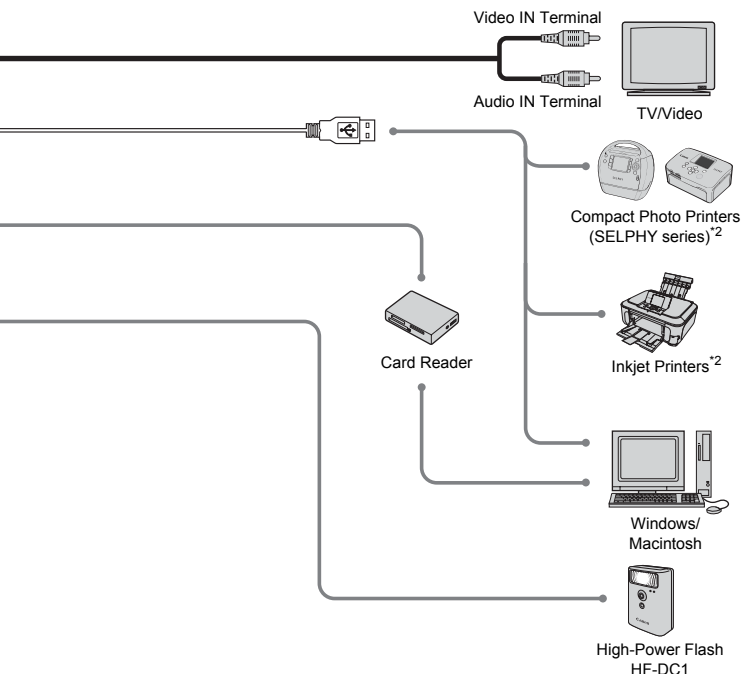 Video IN Terminal
Audio IN Terminal
TV/Video
Compact Photo Printers
(SELPHY series)*2
Card Reader
Inkjet Printers*2
Windows/
Macintosh
High-Power Flash
HF-DC1